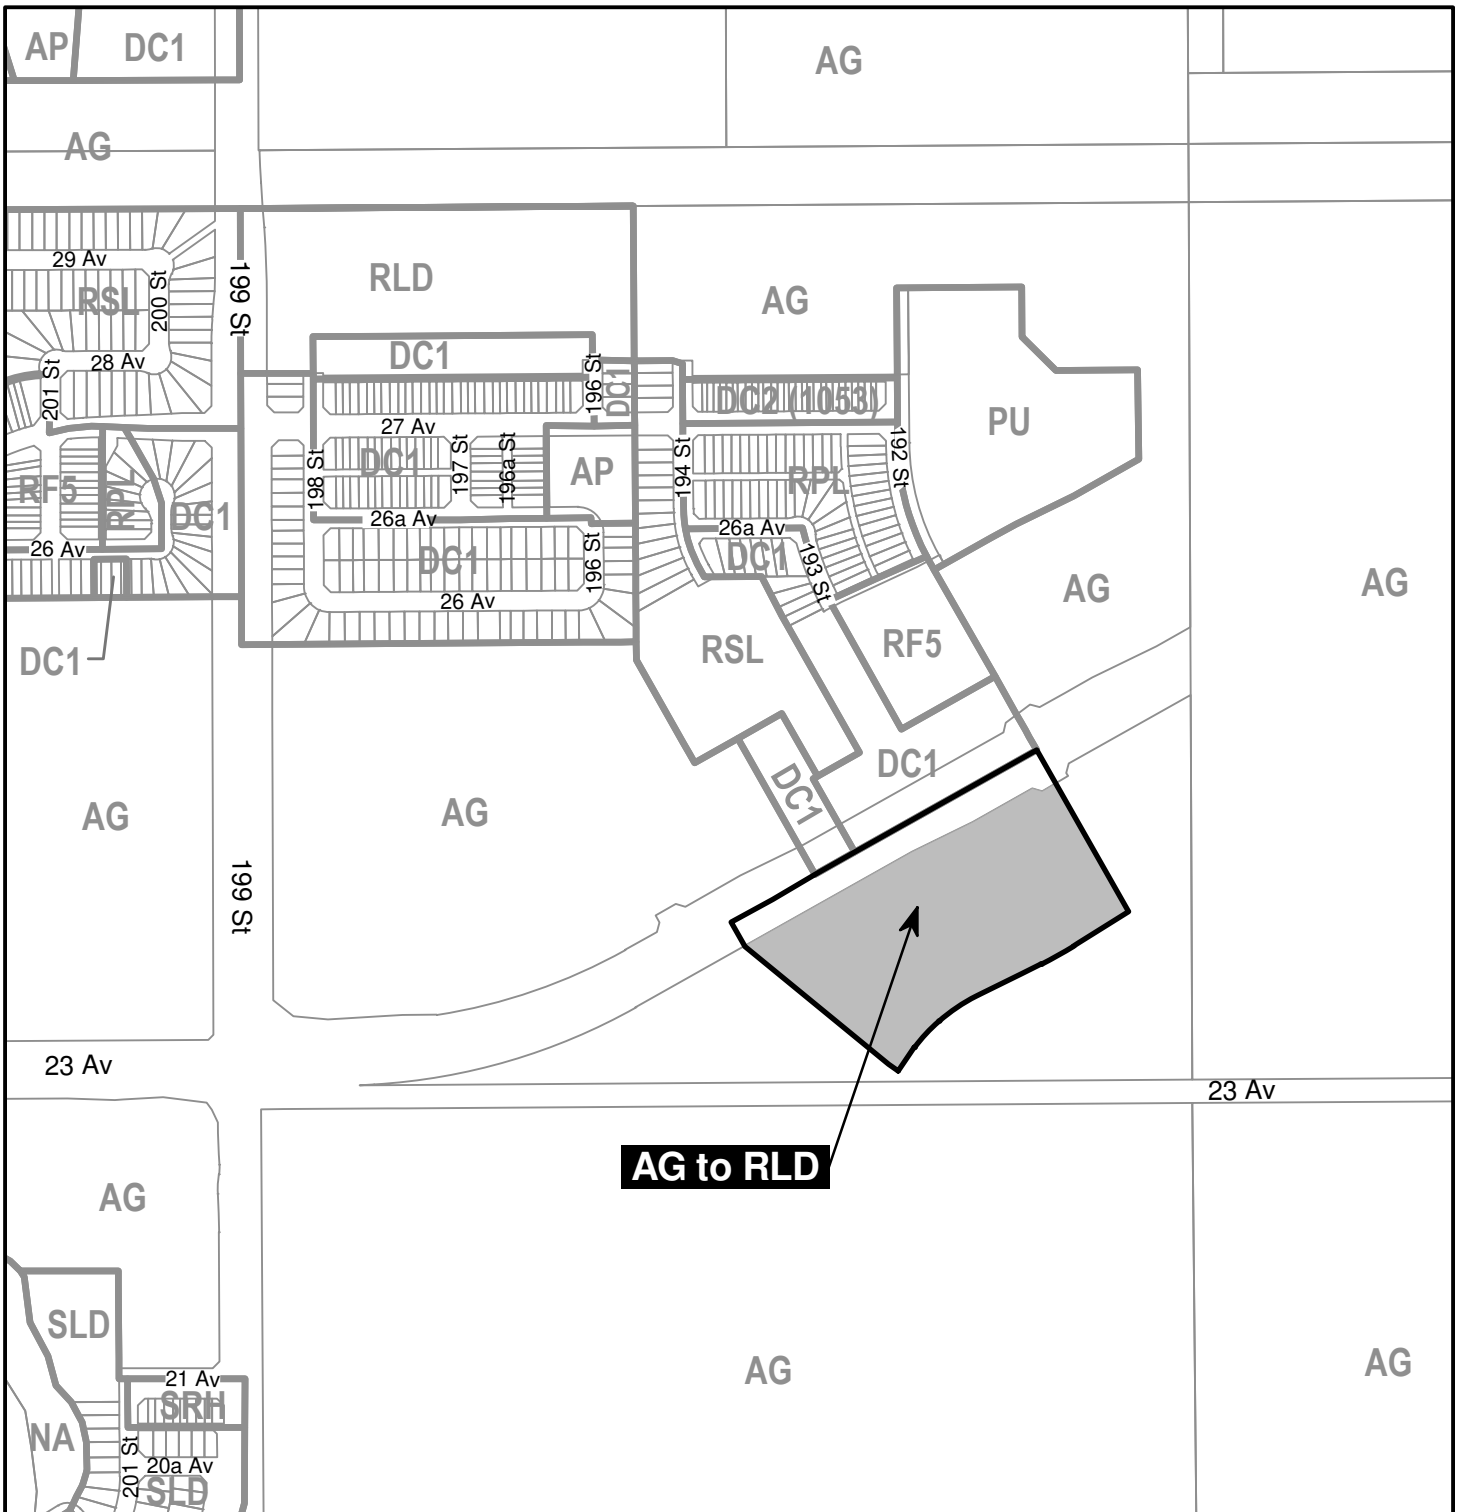 AP
DC1
AG
AG
29 Av
RSL
200 St
199 St
RLD
AG
28 Av
201 St
DC1
196 St
DC1
DC2 (1053)
PU
27 Av
DC1
197 St
196a St
AP
194 St
RPL
192 St
198 St
RF5
RPL
DC1
26a Av
26a Av
26 Av
DC1
196 St
DC1
193 St
26 Av
AG
AG
DC1
RSL
RF5
DC1
DC1
AG
AG
199 St
23 Av
23 Av
AG to RLD
AG
SLD
AG
AG
21 Av
SRH
NA
201 St
20a Av
SLD